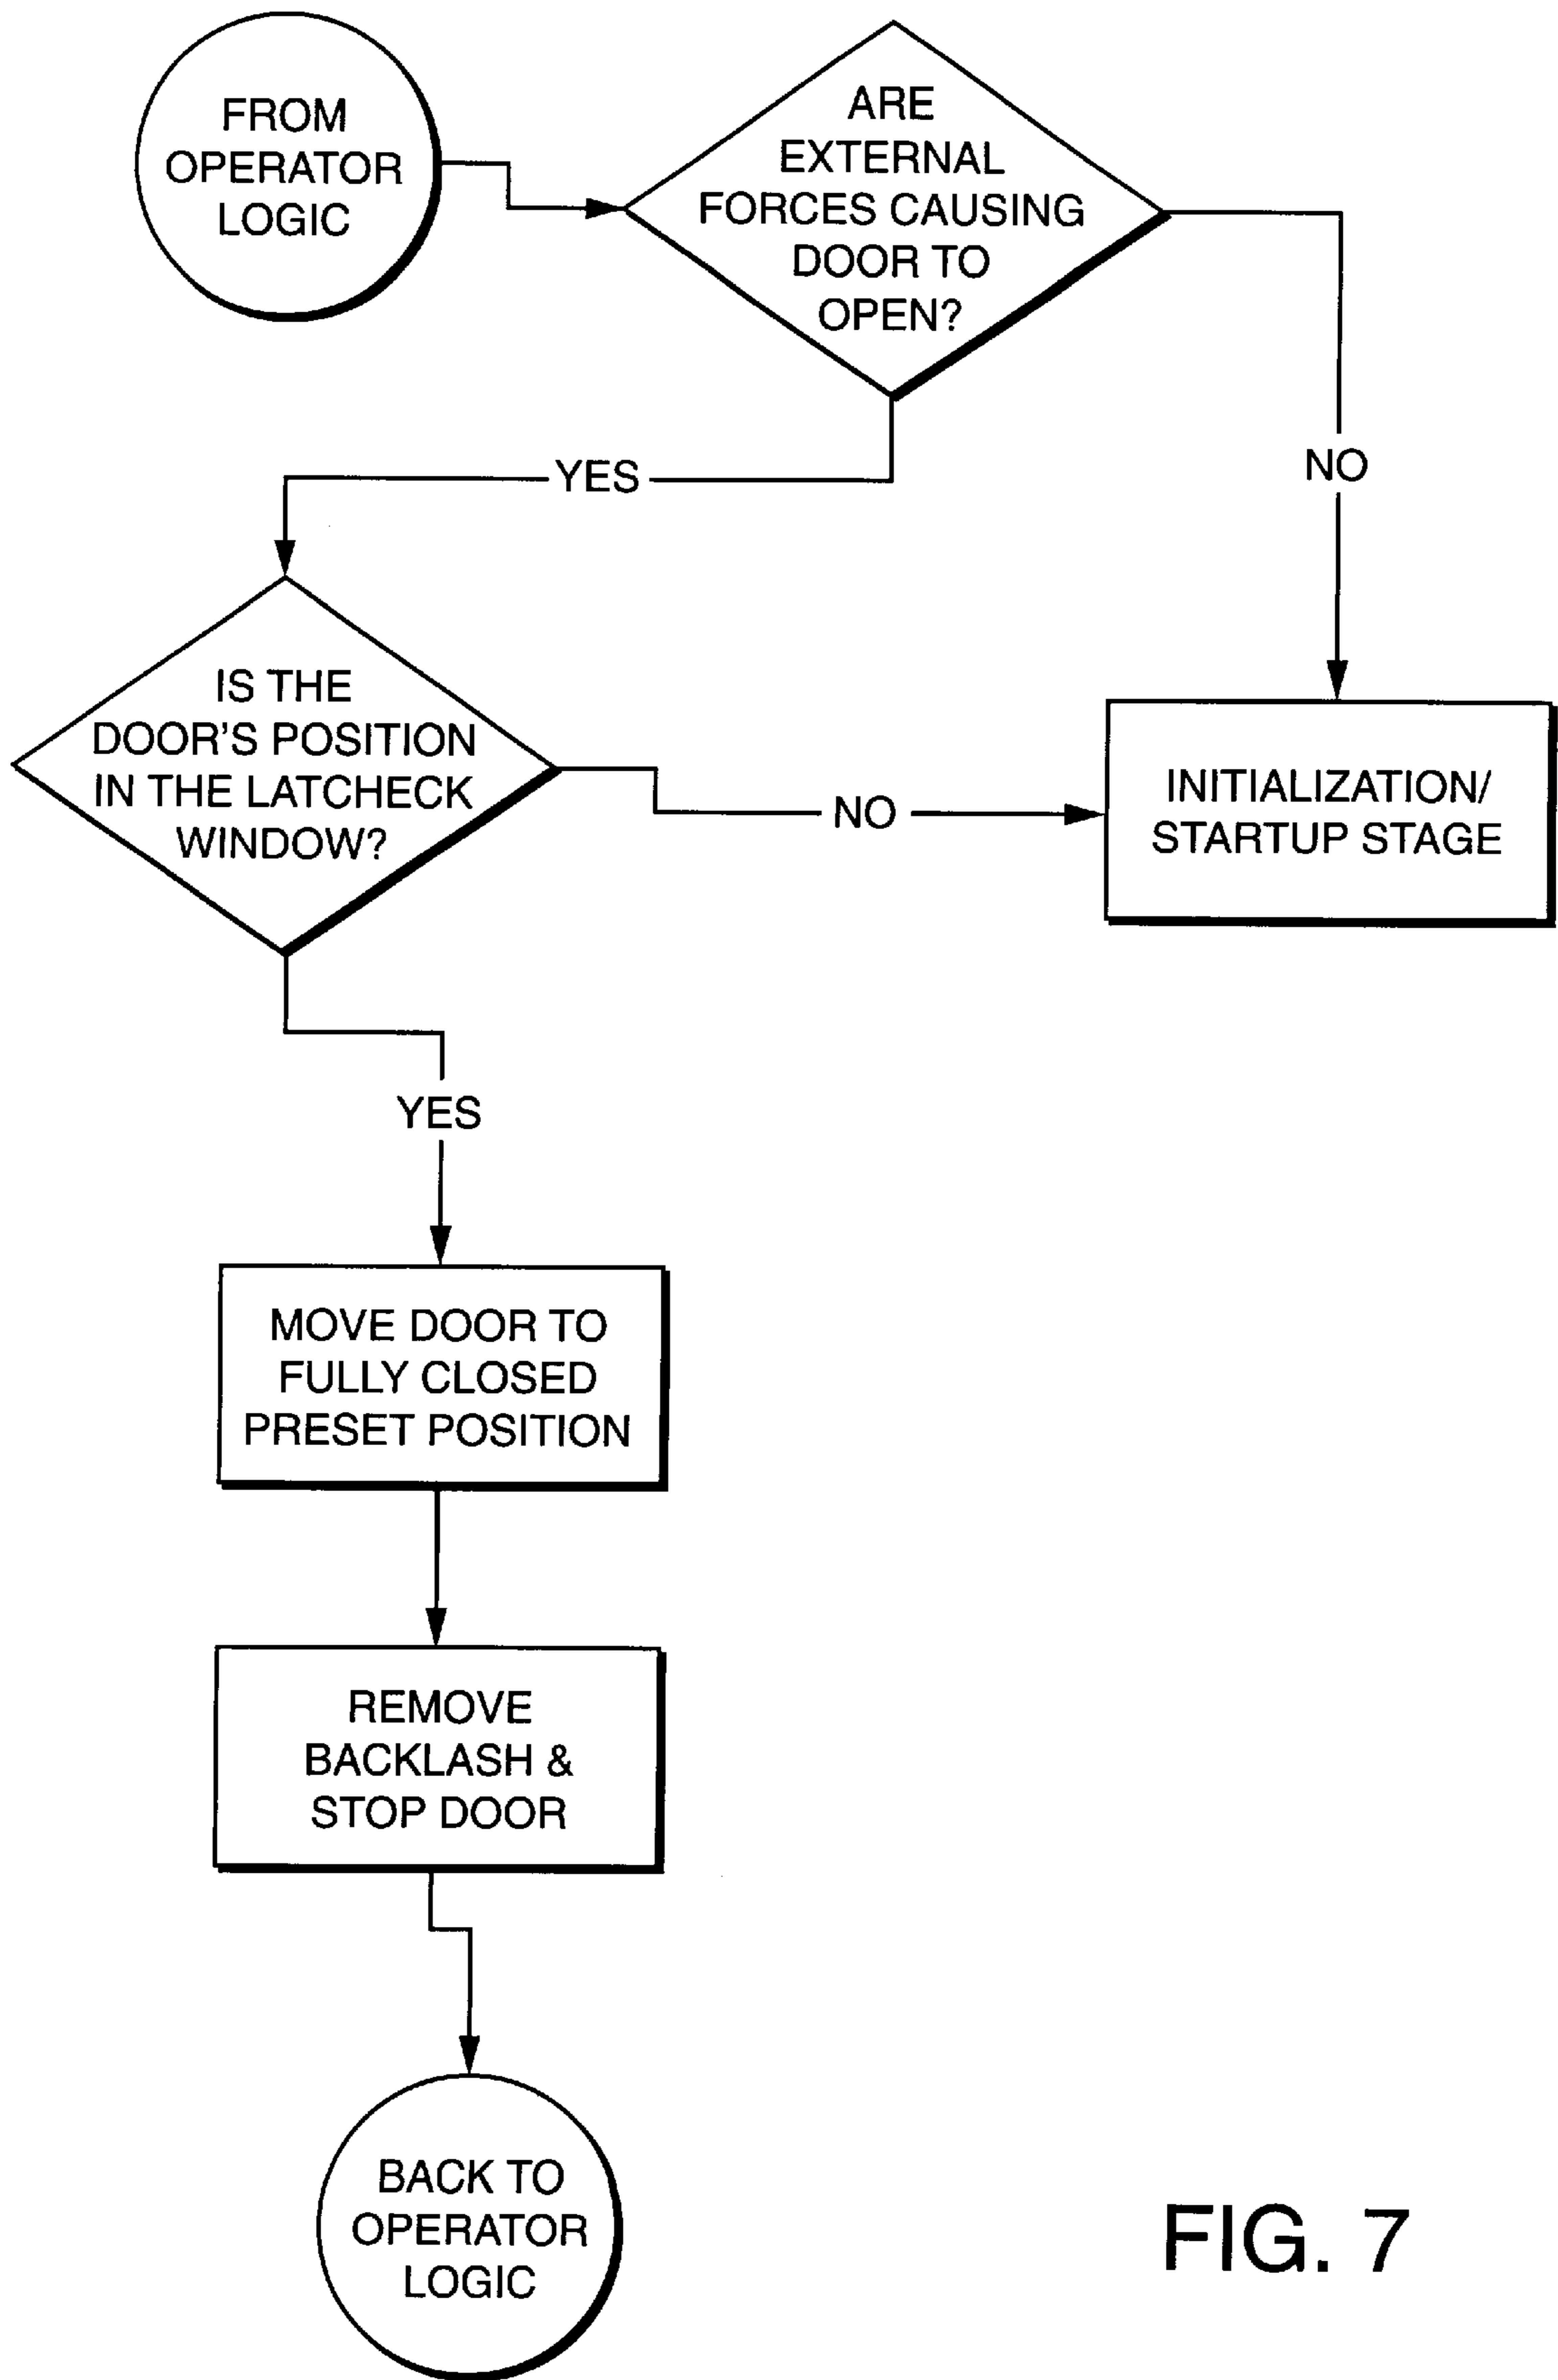 FROM
OPERATOR
LOGIC
ARE
EXTERNAL
FORCES CAUSING
DOOR TO
OPEN?
YES
NO
IS THE
DOOR'S POSITION
IN THE LATCHECK
WINDOW?
NO
INITIALIZATION/
STARTUP STAGE
YES
MOVE DOOR TO
FULLY CLOSED
PRESET POSITION
REMOVE
BACKLASH &
STOP DOOR
BACK TO
OPERATOR
LOGIC
FIG. 7